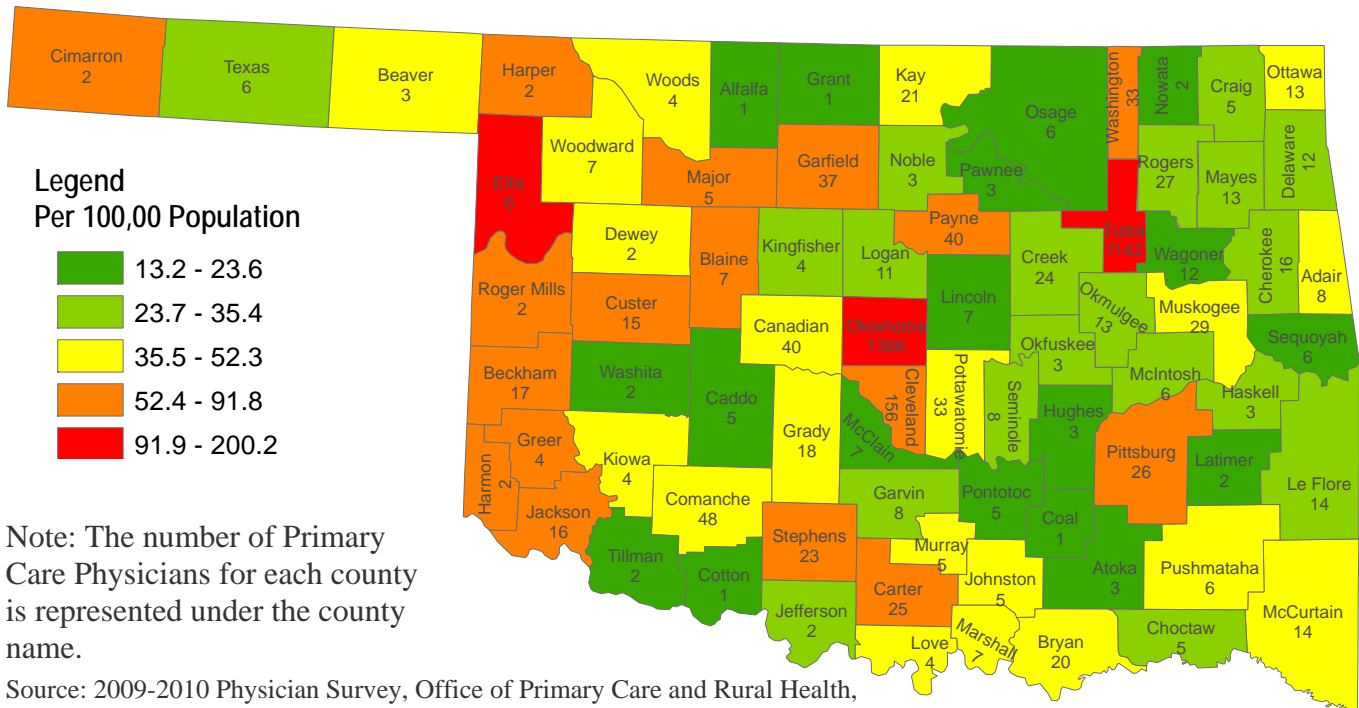 Cimarron
2
Texas
6
Beaver
3
Harper
2
Woods
4
Alfalfa
1
Grant
1
Kay
21
Osage
6
Washington
33
Nowata
2
Craig
5
Ottawa
13
Ellis
6
Woodward
7
Major
5
Garfield
37
Noble
3
Pawnee
3
Rogers
27
Mayes
13
Delaware
12
Legend
Per 100,00 Population
13.2 - 23.6
23.7 - 35.4
35.5 - 52.3
52.4 - 91.8
91.9 - 200.2
Dewey
2
Blaine
7
Kingfisher
4
Logan
11
Payne
40
Creek
24
Tulsa
1142
Wagoner
12
Cherokee
16
Adair
8
Roger Mills
2
Custer
15
Canadian
40
Oklahoma
Lincoln
7
Okmulgee
13
Muskogee
29
Sequoyah
6
Beckham
17
Washita
2
Caddo
5
Grady
18
Cleveland
156
McClain
7
Pottawatomie
33
Seminole
8
Okfuskee
3
Hughes
3
McIntosh
6
Haskell
3
Pittsburg
26
Latimer
2
Le Flore
14
Harmon
2
Greer
4
Jackson
16
Kiowa
4
Comanche
48
Tillman
2
Cotton
1
Stephens
23
Jefferson
2
Garvin
8
Murray
5
Carter
25
Love
4
Pontotoc
5
Johnston
5
Marshall
7
Bryan
20
Coal
1
Atoka
3
Pushmataha
6
Choctaw
5
McCurtain
14
Note: The number of Primary
Care Physicians for each county
is represented under the county
name.
Source: 2009-2010 Physician Survey, Office of Primary Care and Rural Health,